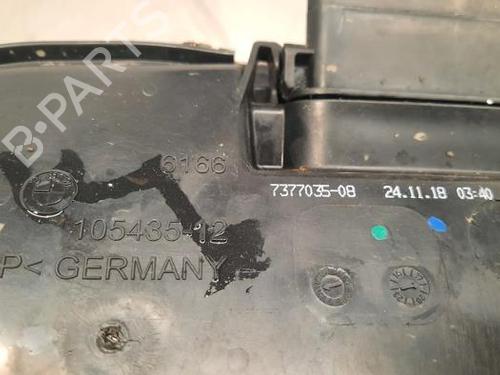 B-PARTS
6166
7377035-08 24.11.18 03:40
105435-12
P< GERMANY